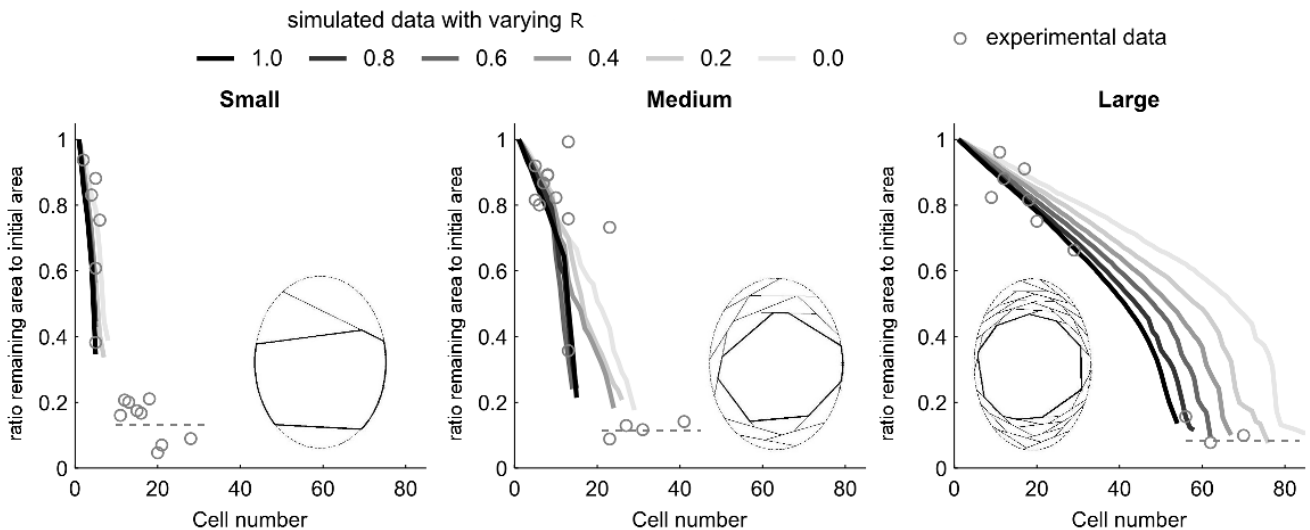 simulated data with varying R
1.0 0.8 0.6 0.4 0.2 0.0
experimental data
Small
ratio remaining area to initial area
1
0.8
0.6
0.4
0.2
0
0 20 40 60 80
Cell number
Medium
ratio remaining area to initial area
1
0.8
0.6
0.4
0.2
0
0 20 40 60 80
Cell number
Large
ratio remaining area to initial area
1
0.8
0.6
0.4
0.2
0
0 20 40 60 80
Cell number